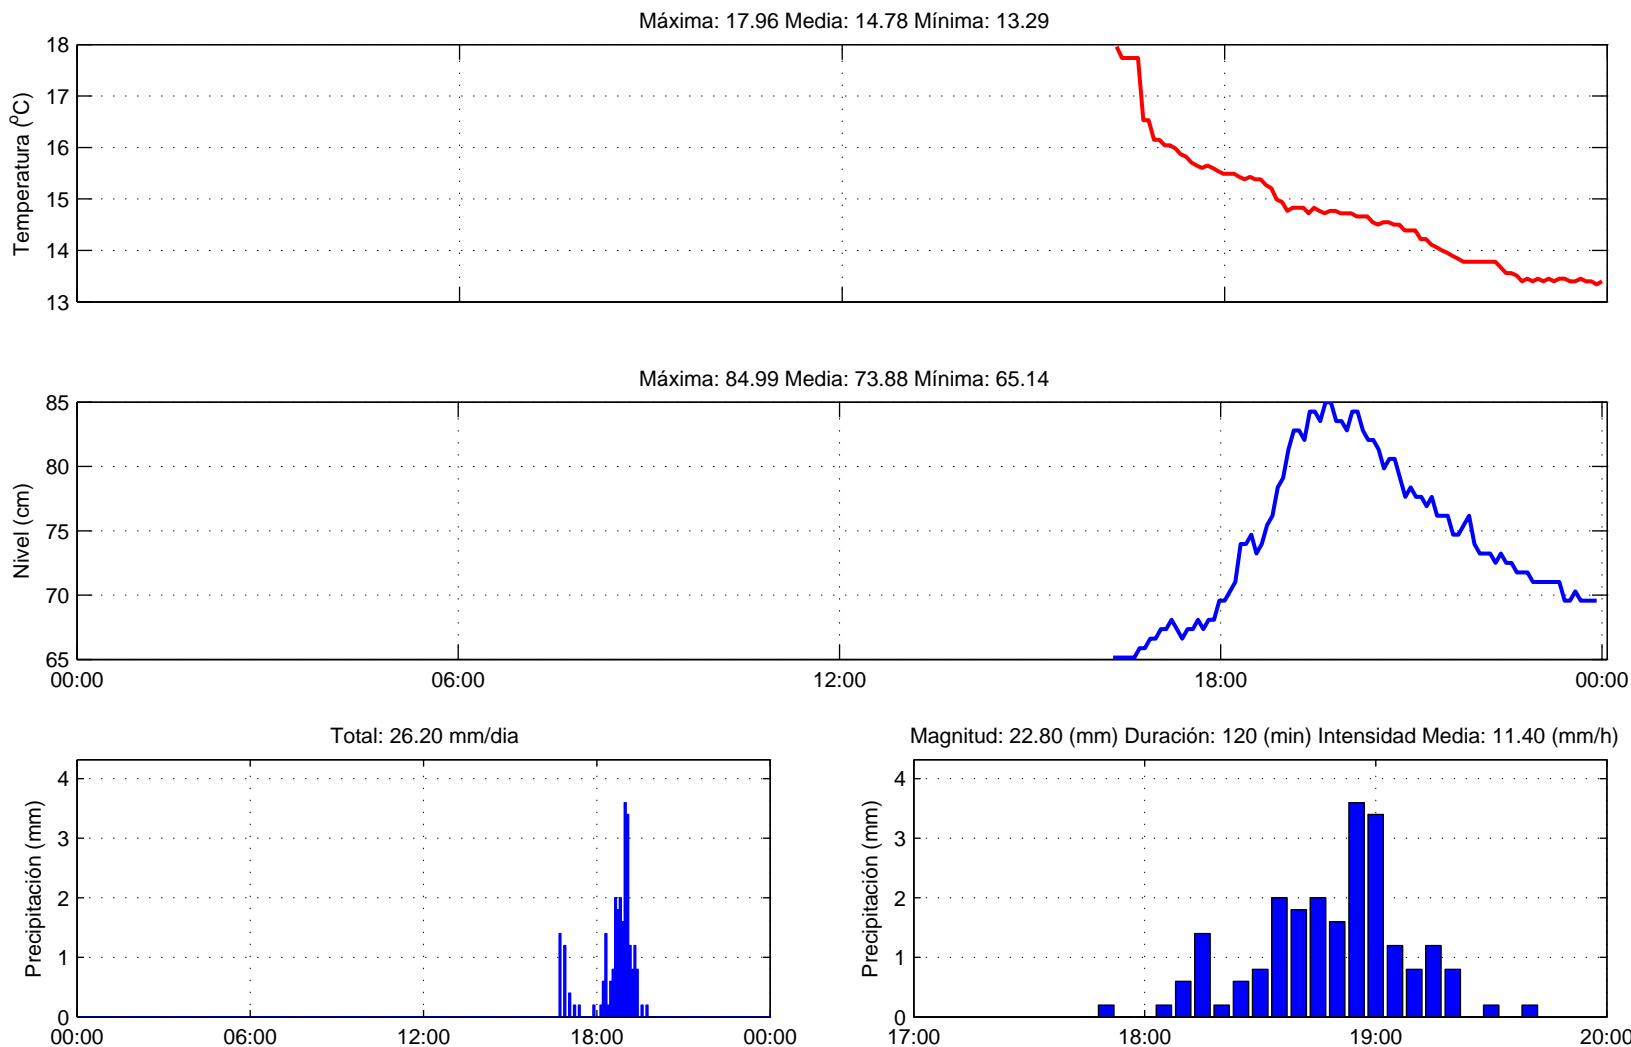 Máxima: 17.96 Media: 14.78 Mínima: 13.29
18
17
16
15
14
13
Temperatura (ºC)
Máxima: 84.99 Media: 73.88 Mínima: 65.14
85
80
75
70
65
Nivel (cm)
00:00 06:00 12:00 18:00 00:00
Total: 26.20 mm/dia
4
3
2
1
0
Precipitación (mm)
00:00 06:00 12:00 18:00 00:00
Magnitud: 22.80 (mm) Duración: 120 (min) Intensidad Media: 11.40 (mm/h)
4
3
2
1
0
Precipitación (mm)
17:00 18:00 19:00 20:00